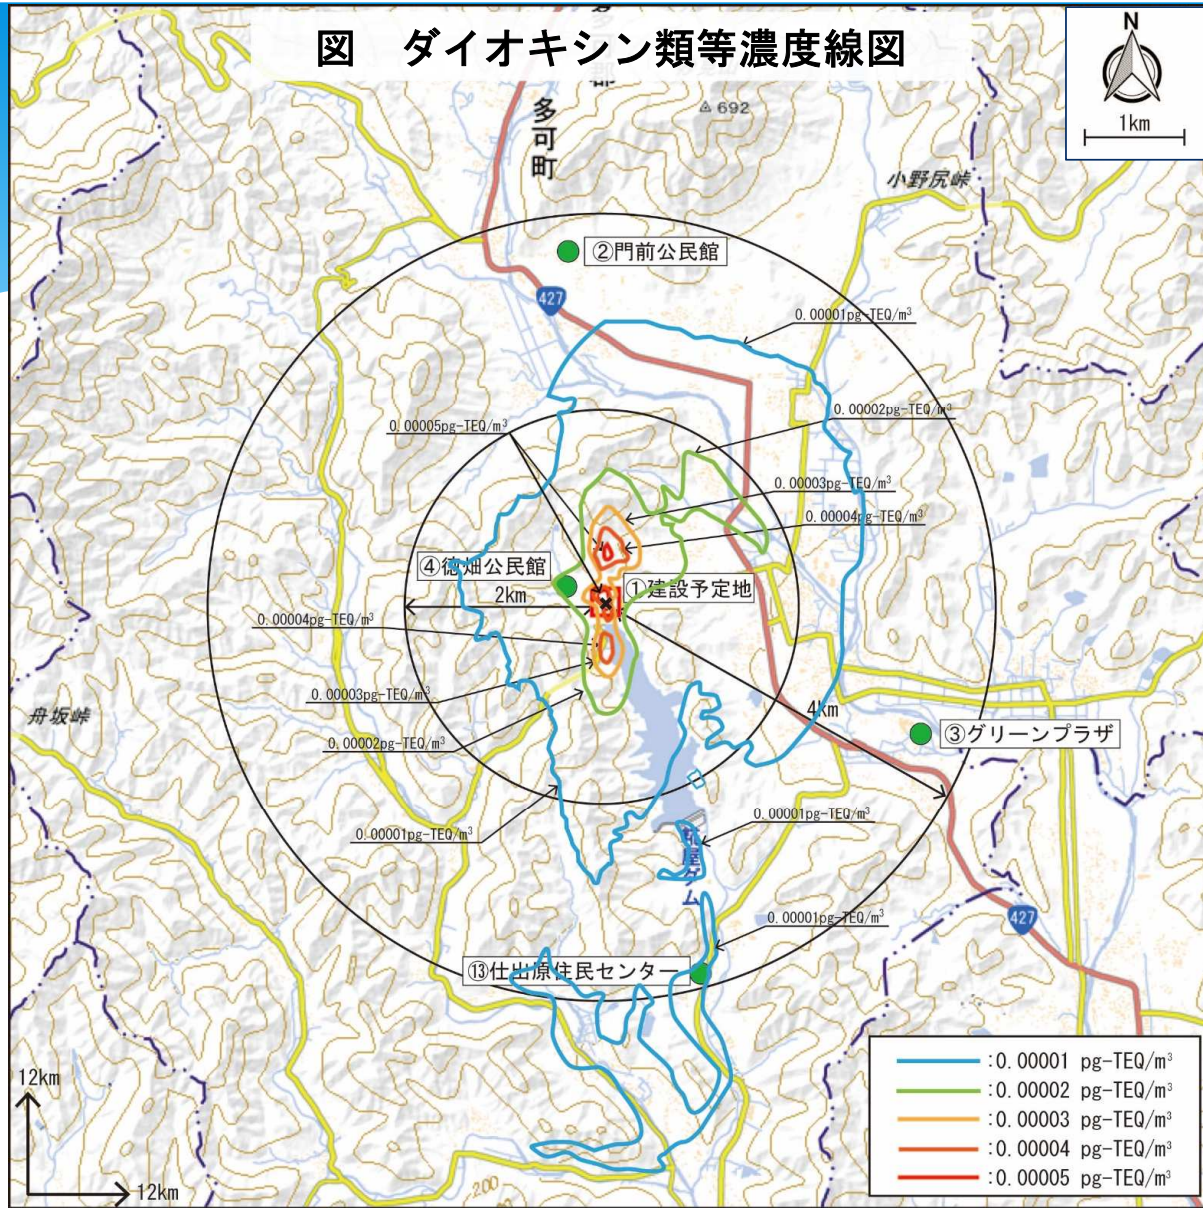 図 ダイオキシン類等濃度線図
N
1km
多可町
692
小野尻峠
②門前公民館
427
0.00001pg-TEQ/m³
0.00002pg-TEQ/m³
0.00005pg-TEQ/m³
0.00003pg-TEQ/m³
0.00004pg-TEQ/m³
④徳畑公民館
①建設予定地
2km
0.00004pg-TEQ/m³
0.00003pg-TEQ/m³
舟坂峠
4km
③グリーンプラザ
0.00002pg-TEQ/m³
0.00001pg-TEQ/m³
0.00001pg-TEQ/m³
0.00001pg-TEQ/m³
427
⑬仕出原住民センター
12km
12km
200
:0.00001 pg-TEQ/m³
:0.00002 pg-TEQ/m³
:0.00003 pg-TEQ/m³
:0.00004 pg-TEQ/m³
:0.00005 pg-TEQ/m³